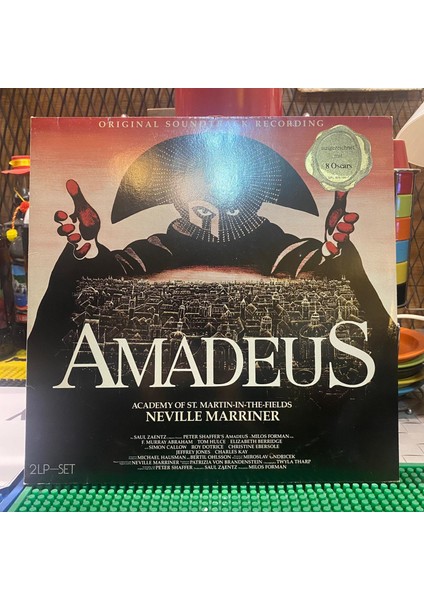 ORIGINAL SOUNDTRACK RECORDING
ausgezeichnet
mit
8 Oscars
AMADEUS
ACADEMY OF ST. MARTIN-IN-THE-FIELDS
NEVILLE MARRINER
SAUL ZAENTZ PETER SHAFFER'S AMADEUS MILOS FORMAN
F. MURRAY ABRAHAM TOM HULCE ELIZABETH BERRIDGE
SIMON CALLOW ROY DOTRICE CHRISTINE EBERSOLE
JEFFREY JONES CHARLES KAY
MICHAEL HAUSMAN BERTIL OHLSSON MIROSLAV ONDRICEK
NEVILLE MARRINER PATRIZIA VON BRANDENSTEIN TWYLA THARP
PETER SHAFFER SAUL ZAENTZ MILOS FORMAN
2LP-SET